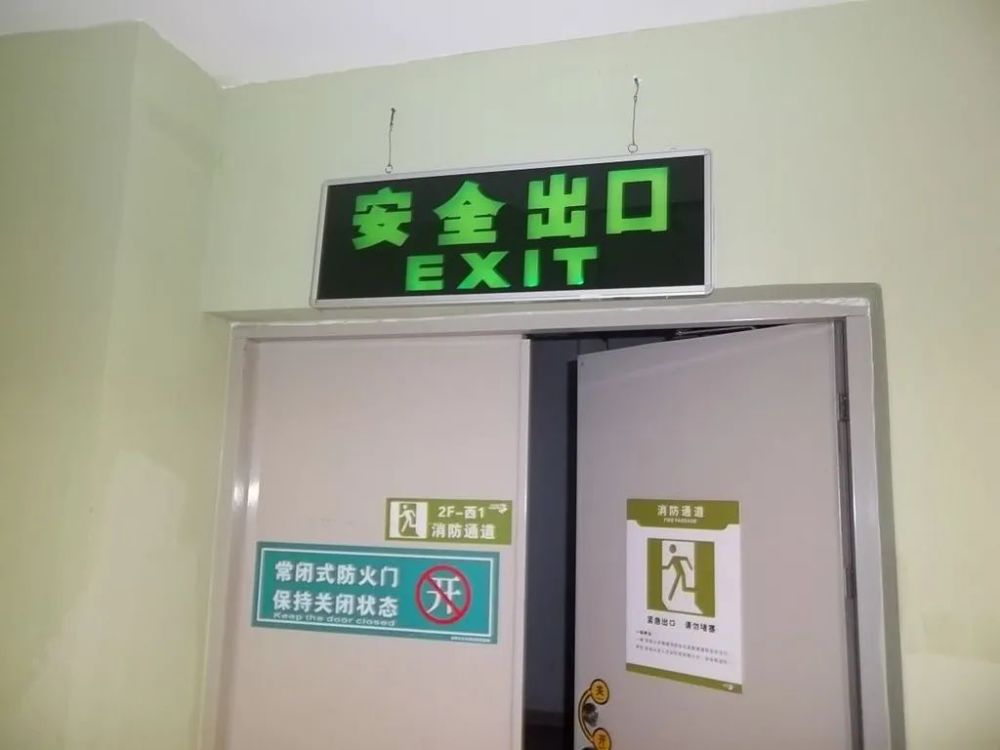 安全出口
EXIT
2F-西1
消防通道
常闭式防火门
保持关闭状态
Keep the door closed
开
消防通道
FIRE PASSAGE
紧急出口 请勿堵塞
关
开